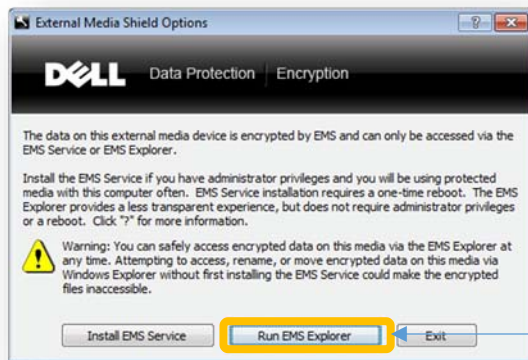 External Media Shield Options
DELL Data Protection | Encryption
The data on this external media device is encrypted by EMS and can only be accessed via the
EMS Service or EMS Explorer.
Install the EMS Service if you have administrator privileges and you will be using protected
media with this computer often. EMS Service installation requires a one-time reboot. The EMS
Explorer provides a less transparent experience, but does not require administrator privileges
or a reboot. Click "?" for more information.
Warning: You can safely access encrypted data on this media via the EMS Explorer at
any time. Attempting to access, rename, or move encrypted data on this media via
Windows Explorer without first installing the EMS Service could make the encrypted
files inaccessible.
Install EMS Service Run EMS Explorer Exit